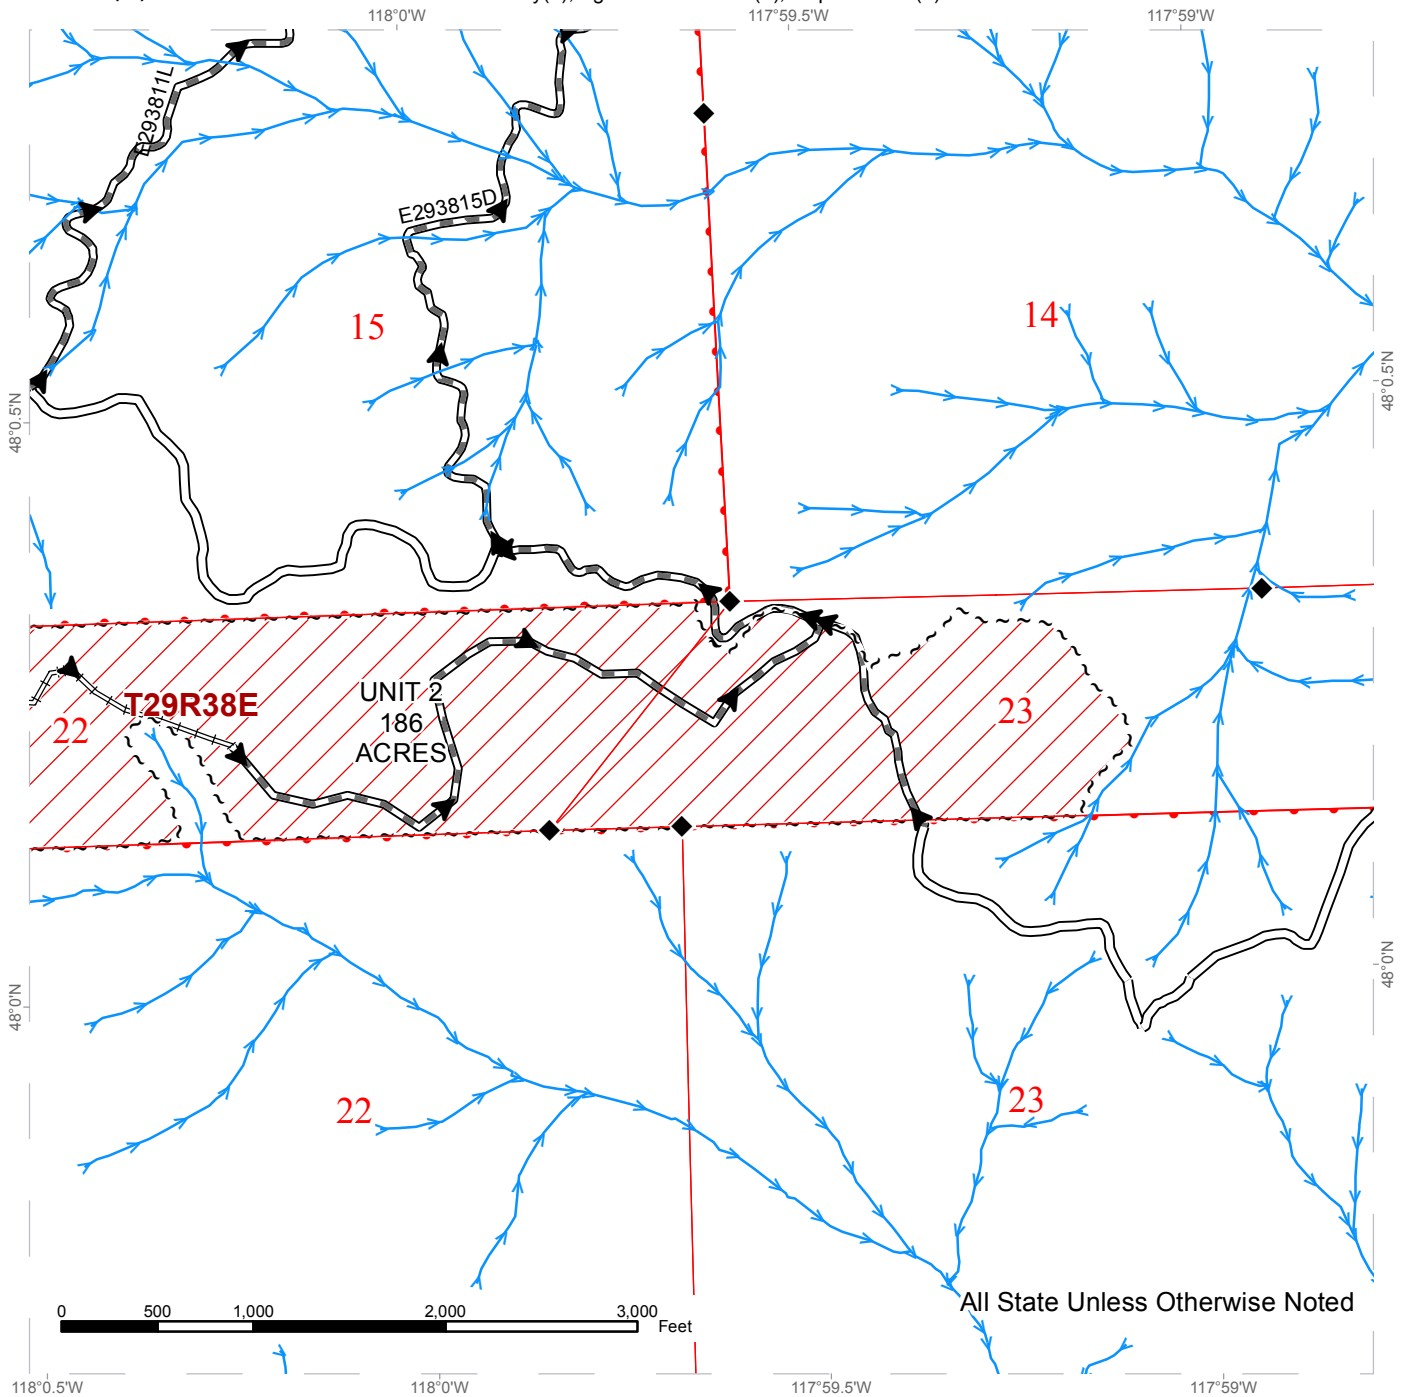 118°0'W
117°59.5'W
117°59'W
E293811L
E293815D
15
14
48°0.5'N
48°0.5'N
T29R38E
22
UNIT 2
186
ACRES
23
48°0'N
48°0'N
22
23
All State Unless Otherwise Noted
0 500 1,000 2,000 3,000
Feet
118°0.5'W
118°0'W
117°59.5'W
117°59'W